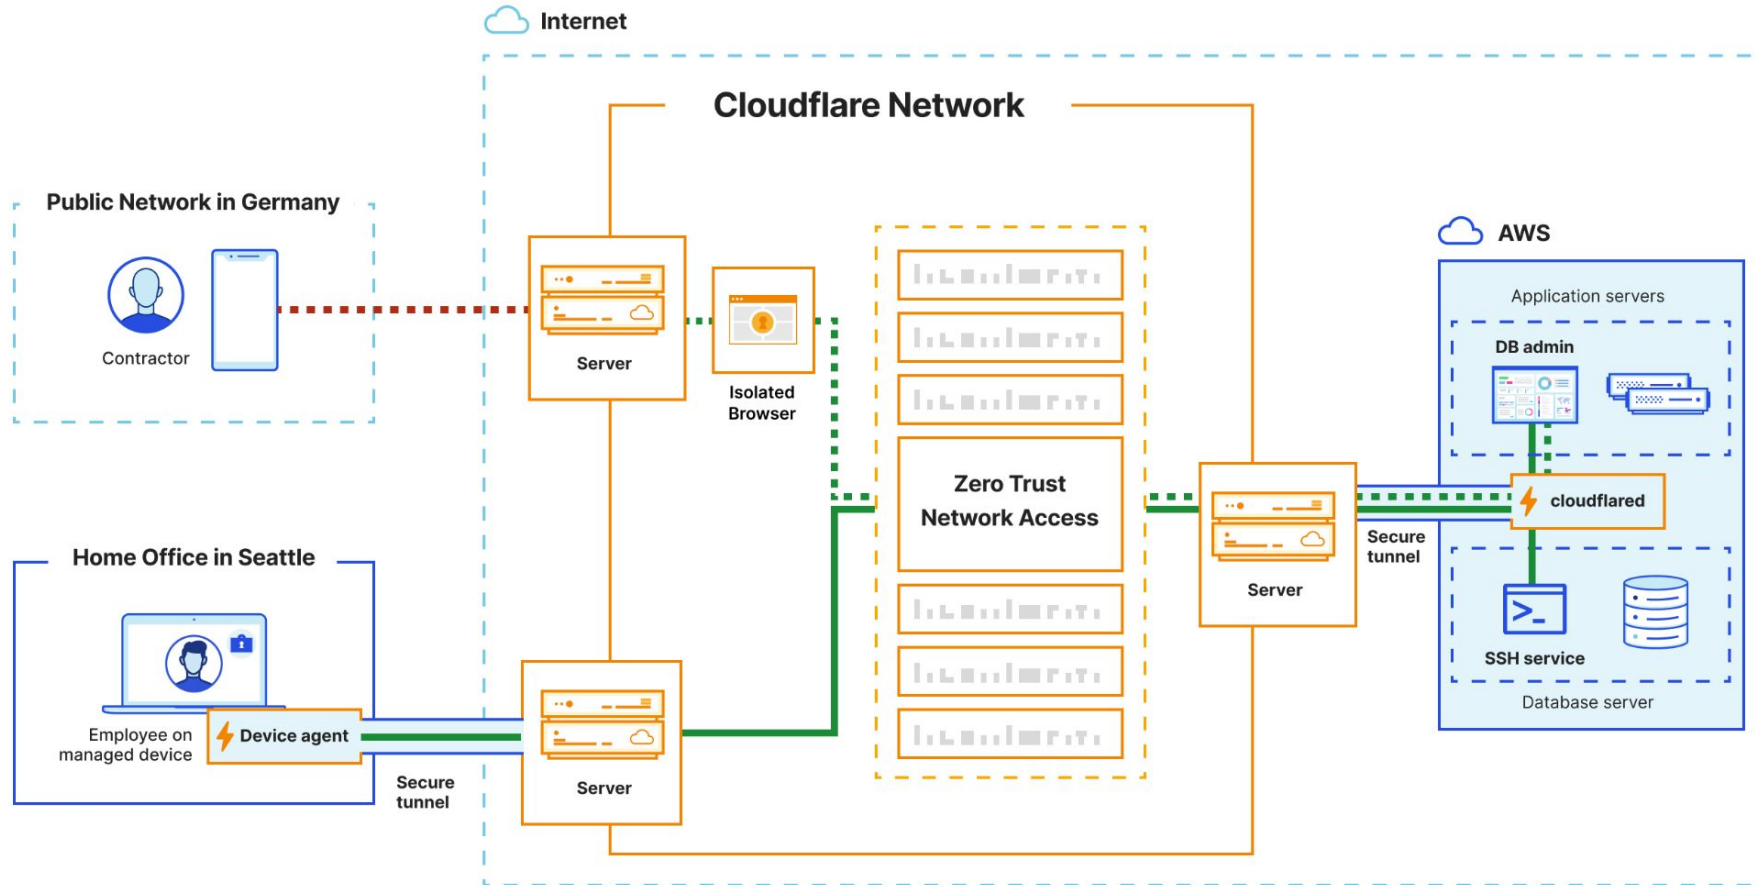 Internet
Cloudflare Network
Public Network in Germany
Contractor
Server
Isolated
Browser
Zero Trust
Network Access
Server
Secure
tunnel
AWS
Application servers
DB admin
cloudflared
SSH service
Database server
Home Office in Seattle
Employee on
managed device
Device agent
Secure
tunnel
Server